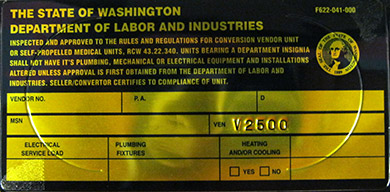 THE STATE OF WASHINGTON F622-041-000
DEPARTMENT OF LABOR AND INDUSTRIES
INSPECTED AND APPROVED TO THE RULES AND REGULATIONS FOR CONVERSION VENDOR UNIT
OR SELF-PROPELLED MEDICAL UNITS. RCW 43.22.340. UNITS BEARING A DEPARTMENT INSIGNIA
SHALL NOT HAVE IT'S PLUMBING, MECHANICAL OR ELECTRICAL EQUIPMENT AND INSTALLATIONS
ALTERED UNLESS APPROVAL IS FIRST OBTAINED FROM THE DEPARTMENT OF LABOR AND
INDUSTRIES. SELLER/CONVERTOR CERTIFIES TO COMPLIANCE OF UNIT.
VENDOR NO. P.A. D
MSN VEN V2500
ELECTRICAL PLUMBING HEATING
SERVICE LOAD FIXTURES AND/OR COOLING
YES NO